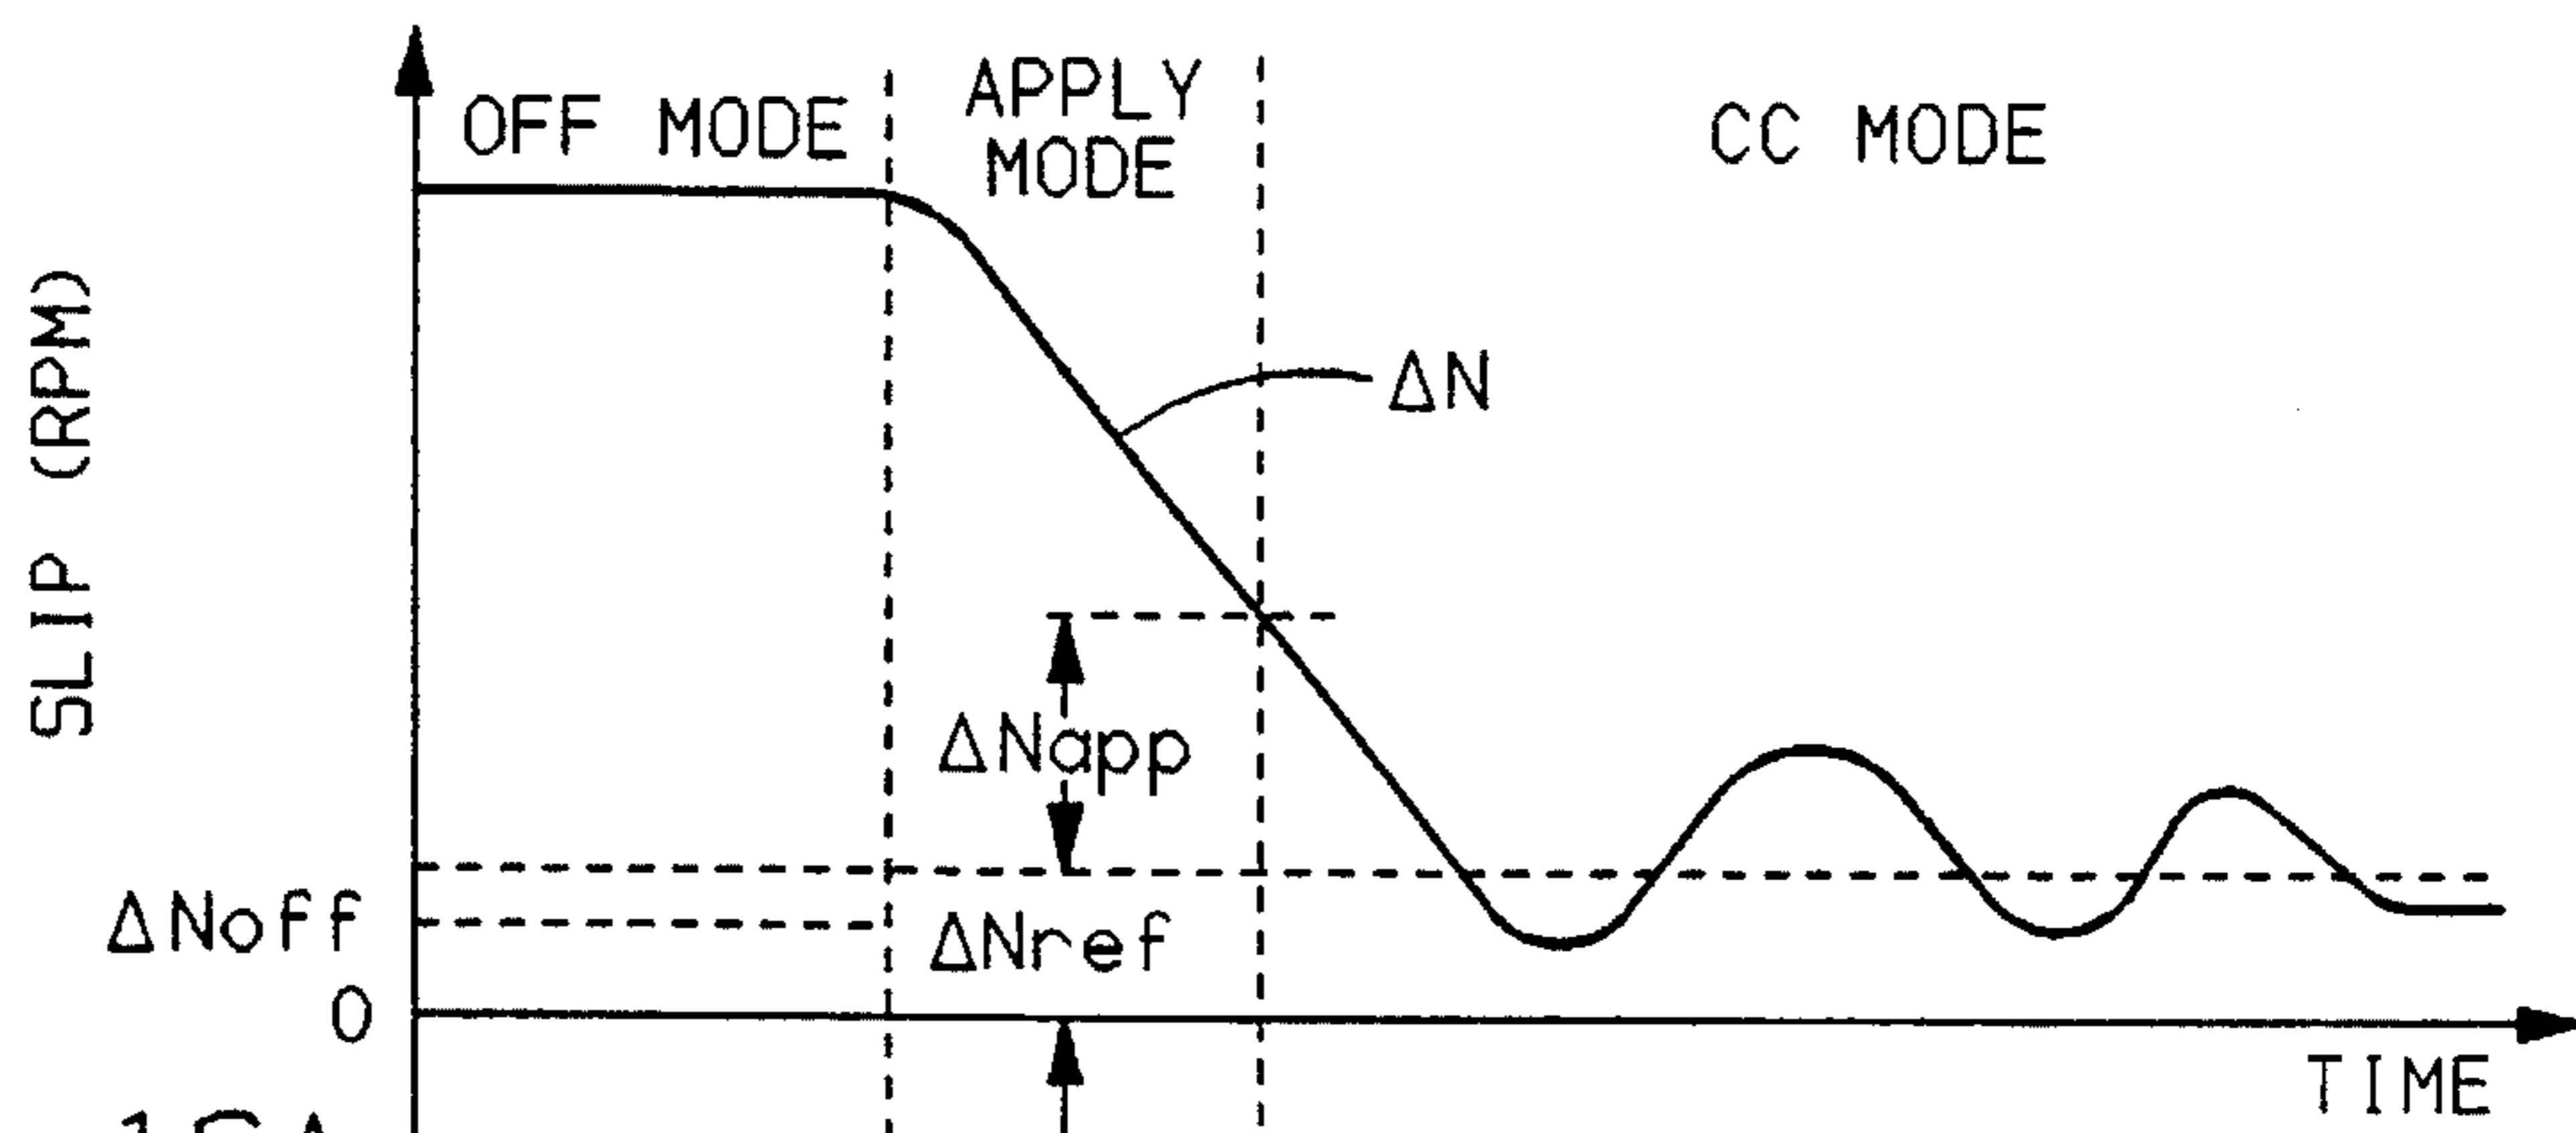 OFF MODE
APPLY
MODE
CC MODE
SLIP (RPM)
ΔN
ΔNapp
ΔNoff
ΔNref
0
TIME